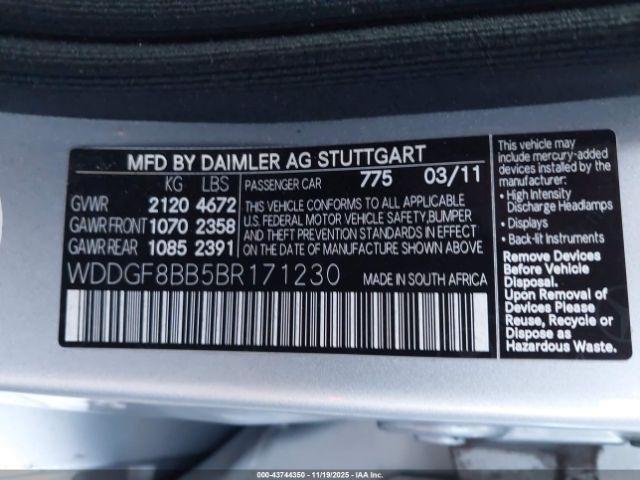 MFD BY DAIMLER AG STUTTGART
KG LBS
GVWR 2120 4672
GAWR FRONT 1070 2358
GAWR REAR 1085 2391
PASSENGER CAR 775 03/11
THIS VEHICLE CONFORMS TO ALL APPLICABLE
U.S. FEDERAL MOTOR VEHICLE SAFETY, BUMPER
AND THEFT PREVENTION STANDARDS IN EFFECT
ON THE DATE OF MANUFACTURE SHOWN ABOVE.
WDDGF8BB5BR171230 MADE IN SOUTH AFRICA
This vehicle may
include mercury-added
devices installed by the
manufacturer:
• High Intensity
Discharge Headlamps
• Displays
• Back-lit Instruments
Remove Devices
Before Vehicle
Disposal.
Upon Removal of
Devices Please
Reuse, Recycle or
Dispose as
Hazardous Waste.
000-43744350 | 11/19/2025 | IAA, Inc.